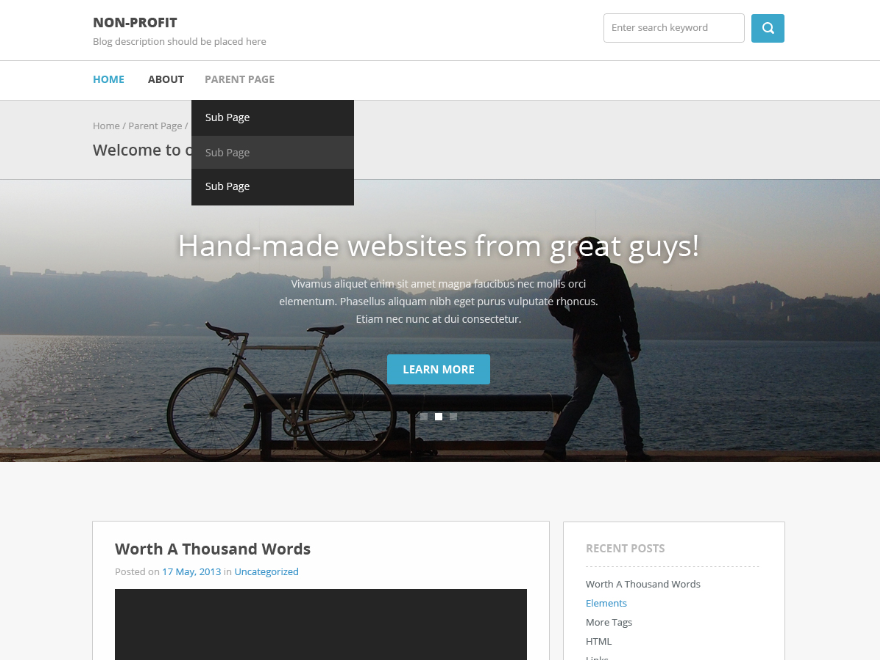 NON-PROFIT
Blog description should be placed here
Enter search keyword
HOME ABOUT PARENT PAGE
Sub Page
Sub Page
Sub Page
Home / Parent Page /
Welcome to
Hand-made websites from great guys!
Vivamus aliquet enim sit amet magna faucibus nec mollis orci
elementum. Phasellus aliquam nibh eget purus vulputate rhoncus.
Etiam nec nunc at dui consectetur.
LEARN MORE
Worth A Thousand Words
Posted on 17 May, 2013 in Uncategorized
RECENT POSTS
Worth A Thousand Words
Elements
More Tags
HTML